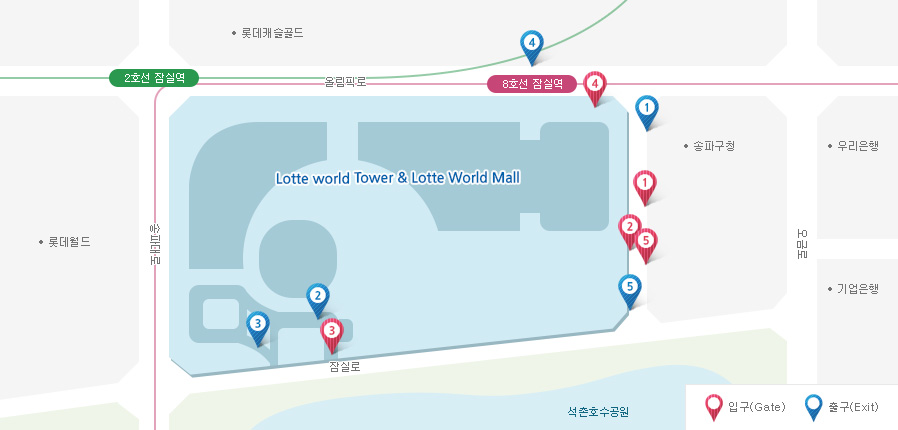 롯데캐슬골드
4
2호선 잠실역
올림픽로
8호선 잠실역
4
1
송파구청
우리은행
Lotte world Tower & Lotte World Mall
1
2
5
송파대로
롯데월드
오금로
5
기업은행
2
3
3
잠실로
석촌호수공원
입구(Gate)
출구(Exit)